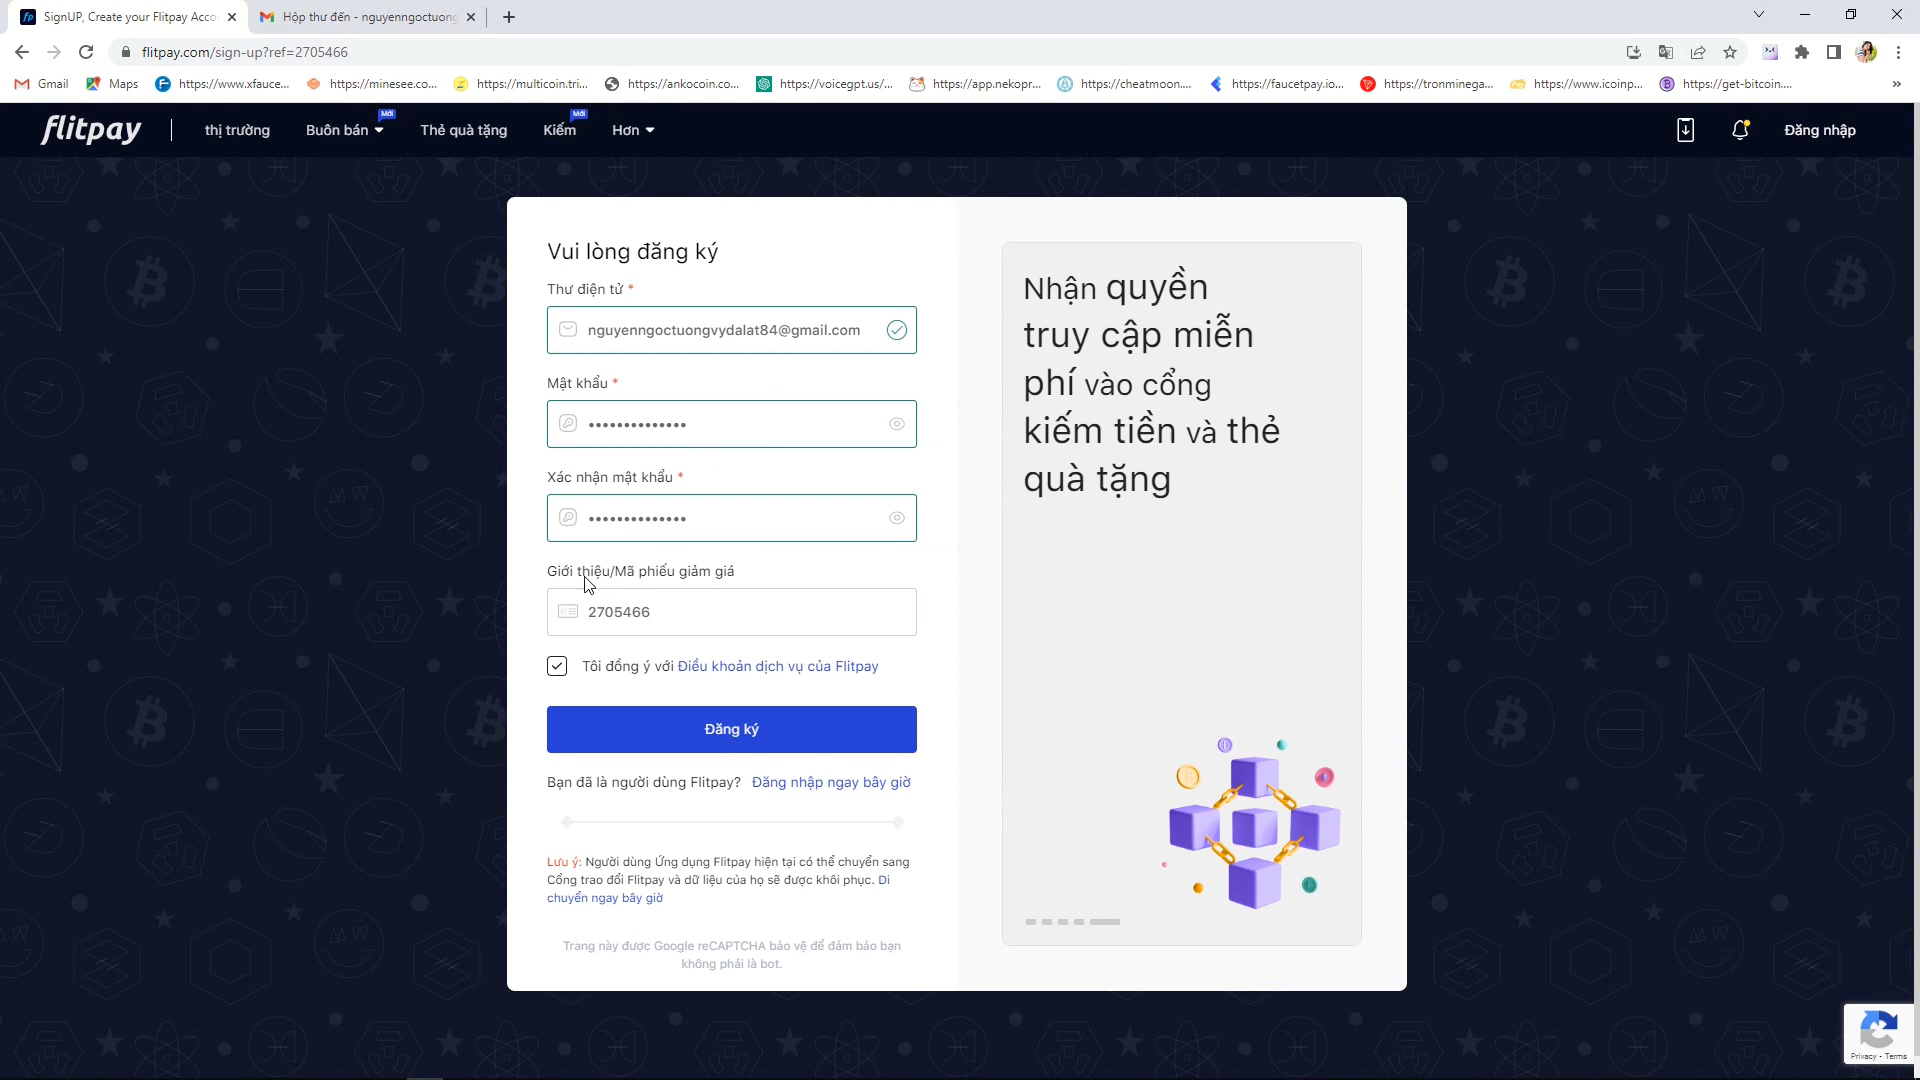 SignUP, Create your Flitpay Acco
Hộp thư đến - nguyenngoctuong
flitpay.com/sign-up?ref=2705466
Gmail
Maps
https://www.xfauce...
https://minesee.co...
https://multicoin.tri...
https://ankocoin.co...
https://voicegpt.us/...
https://app.nekopr...
https://cheatmoon....
https://faucetpay.io...
https://tronminega...
https://www.icoinp...
https://get-bitcoin....
»
flitpay
thị trường
Buôn bán
Mới
Thẻ quà tặng
Kiếm
Mới
Hơn
Đăng nhập
Vui lòng đăng ký
Thư điện tử *
nguyenngoctuongvydalat84@gmail.com
Mật khẩu *
••••••••••••••
Xác nhận mật khẩu *
••••••••••••••
Giới thiệu/Mã phiếu giảm giá
2705466
Tôi đồng ý với Điều khoản dịch vụ của Flitpay
Đăng ký
Bạn đã là người dùng Flitpay? Đăng nhập ngay bây giờ
Lưu ý: Người dùng Ứng dụng Flitpay hiện tại có thể chuyển sang
Cổng trao đổi Flitpay và dữ liệu của họ sẽ được khôi phục. Di
chuyển ngay bây giờ
Trang này được Google reCAPTCHA bảo vệ để đảm bảo bạn
không phải là bot.
Nhận quyền
truy cập miễn
phí vào cổng
kiếm tiền và thẻ
quà tặng
Privacy - Terms